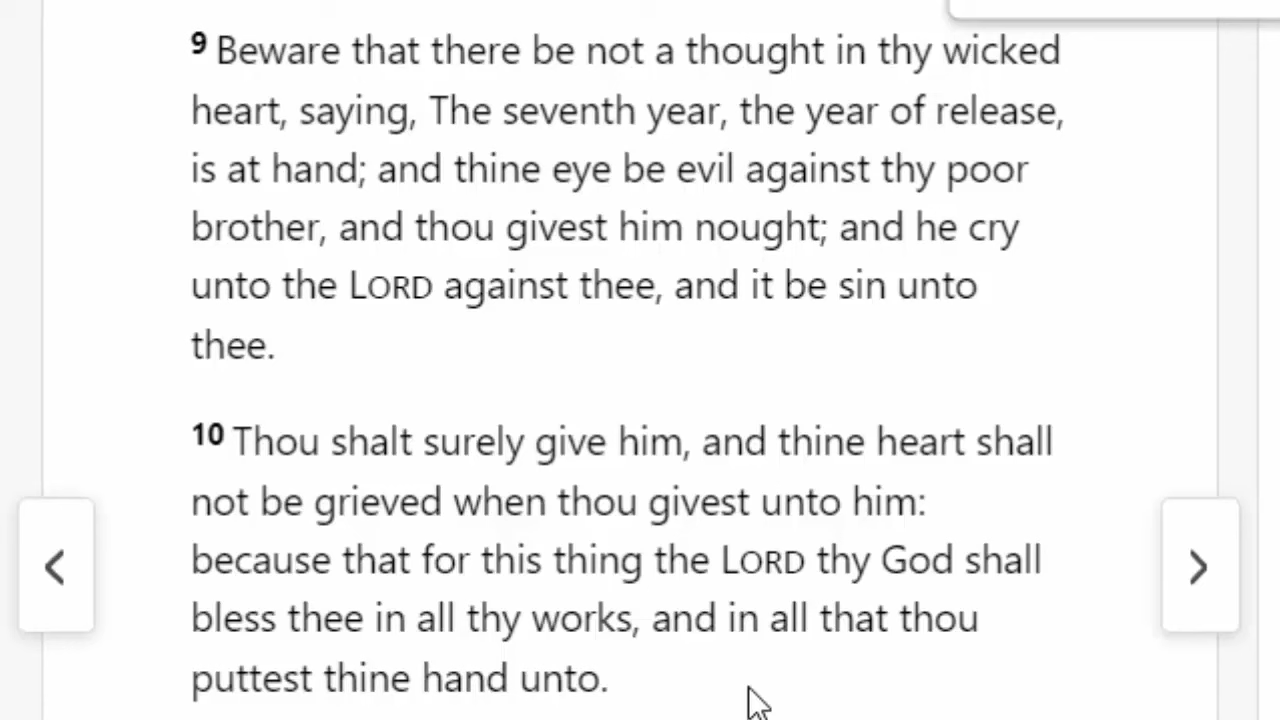 9 Beware that there be not a thought in thy wicked
heart, saying, The seventh year, the year of release,
is at hand; and thine eye be evil against thy poor
brother, and thou givest him nought; and he cry
unto the LORD against thee, and it be sin unto
thee.
10 Thou shalt surely give him, and thine heart shall
not be grieved when thou givest unto him:
because that for this thing the LORD thy God shall
bless thee in all thy works, and in all that thou
puttest thine hand unto.